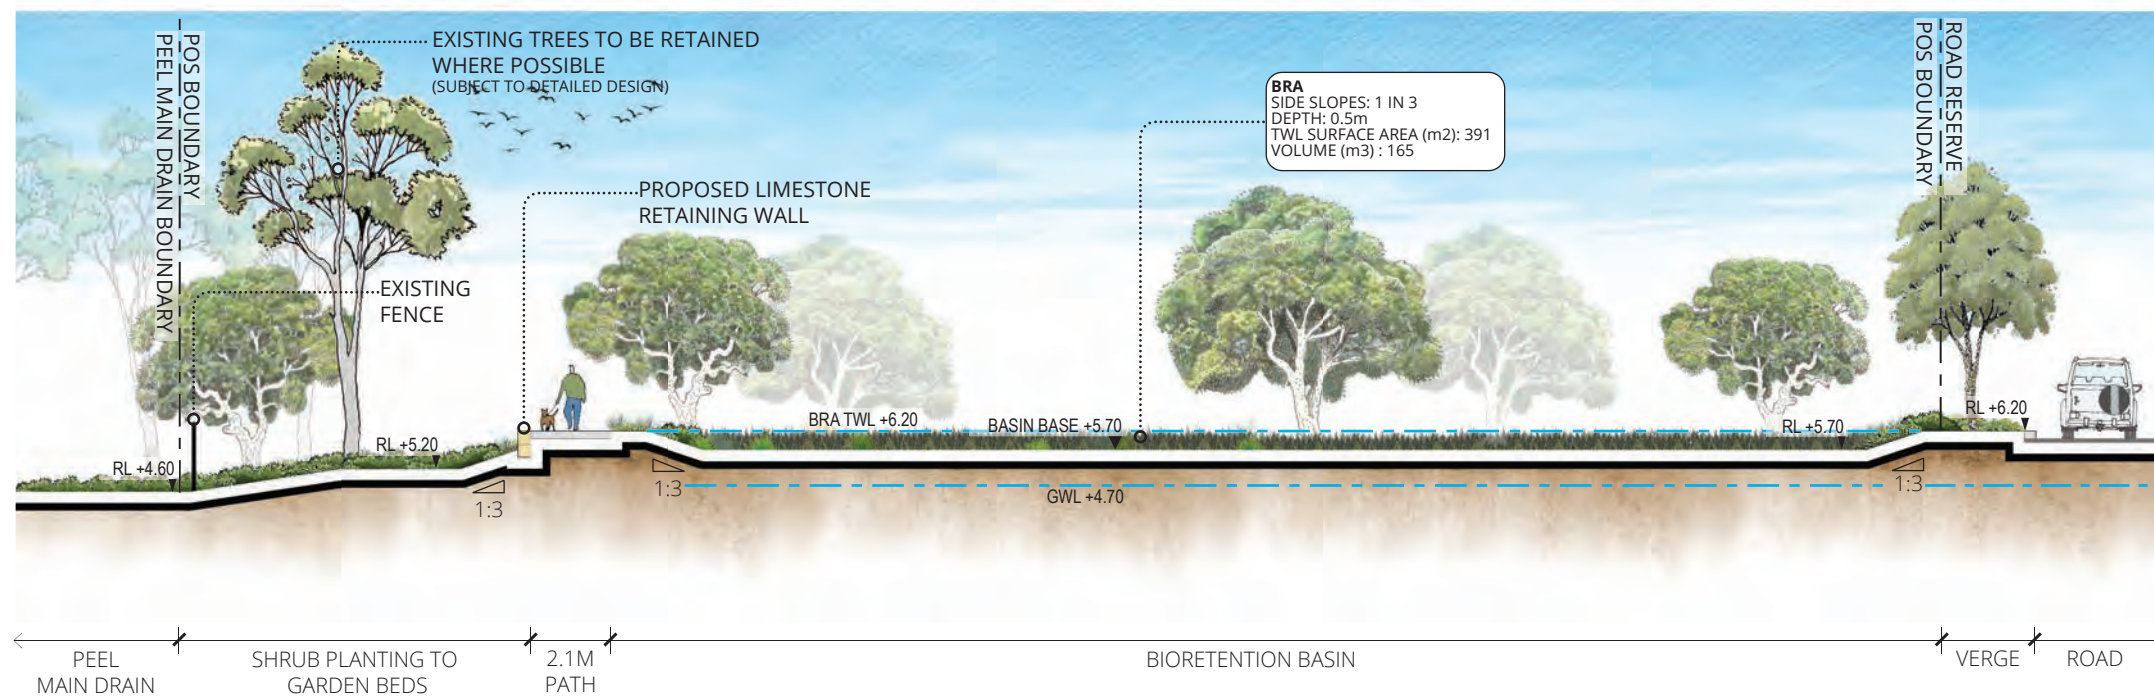 POS BOUNDARY
PEEL MAIN DRAIN BOUNDARY
EXISTING TREES TO BE RETAINED
WHERE POSSIBLE
(SUBJECT TO DETAILED DESIGN)
BRA
SIDE SLOPES: 1 IN 3
DEPTH: 0.5m
TWL SURFACE AREA (m2): 391
VOLUME (m3) : 165
ROAD RESERVE
POS BOUNDARY
PROPOSED LIMESTONE
RETAINING WALL
EXISTING
FENCE
RL +4.60
RL +5.20
BRA TWL +6.20
BASIN BASE +5.70
RL +5.70
RL +6.20
1:3
1:3
GWL +4.70
1:3
PEEL
MAIN DRAIN
SHRUB PLANTING TO
GARDEN BEDS
2.1M
PATH
BIORETENTION BASIN
VERGE
ROAD